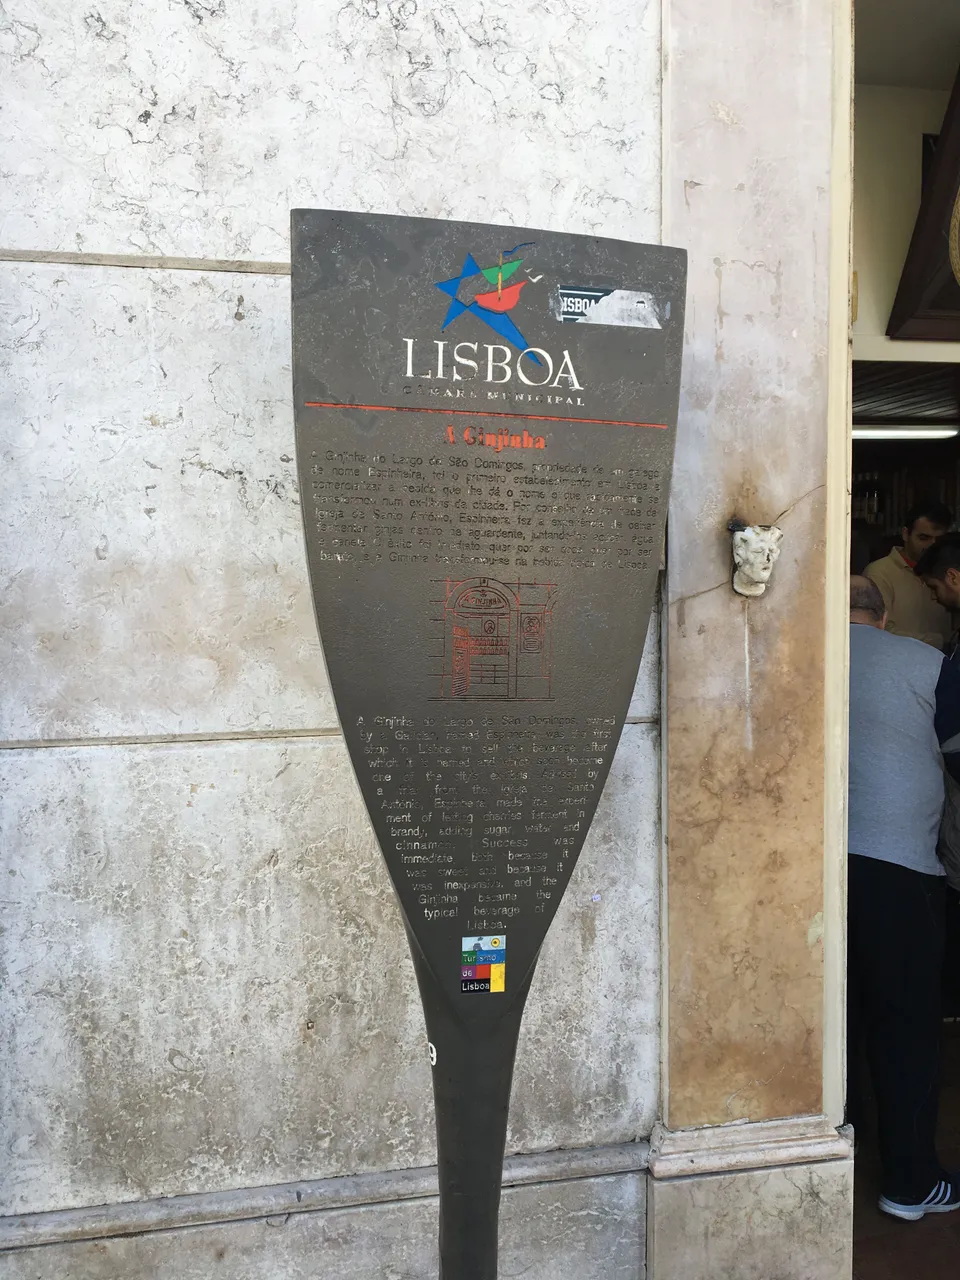 LISBOA
LISBOA
CÂMARA MUNICIPAL
A Ginjinha
A Ginjinha do Largo de São Domingos, propriedade de um galego
de nome Espinheira, foi o primeiro estabelecimento em Lisboa a
comercializar a bebida que lhe dá o nome e que
transformou num ex-libris da cidade. Por conselho de um frade da
Igreja de Santo António, Espinheira fez a experiência de deixar
fermentar ginjas dentro de aguardente, juntando-lhe açúcar, água
e canela. O êxito foi imediato, quer por ser doce quer por ser
barato, e a Ginjinha transformou-se na bebida típica de Lisboa.
A GINJINHA
A Ginjinha do Largo de São Domingos, owned
by a Galician, named Espinheira, was the first
shop in Lisboa to sell the beverage after
which it is named and which soon became
one of the city's exlibris. Advised by
a friar from the Igreja de Santo
António, Espinheira made the experi-
ment of letting cherries ferment in
brandy, adding sugar, water and
cinnamon. Success was
immediate both because it
was sweet and because it
was inexpensive, and the
Ginjinha became the
typical beverage of
Lisboa.
Turismo
de
Lisboa
9